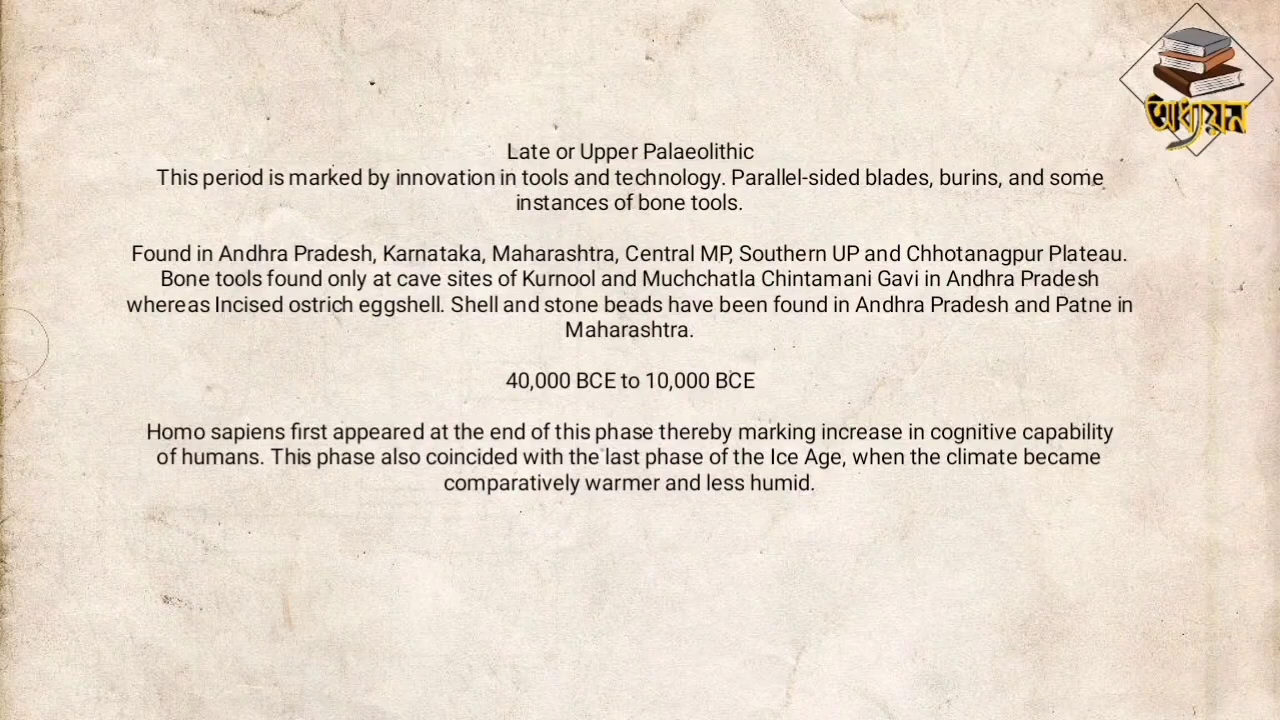 অধ্যয়ন
Late or Upper Palaeolithic
This period is marked by innovation in tools and technology. Parallel-sided blades, burins, and some
instances of bone tools.
Found in Andhra Pradesh, Karnataka, Maharashtra, Central MP, Southern UP and Chhotanagpur Plateau.
Bone tools found only at cave sites of Kurnool and Muchchatla Chintamani Gavi in Andhra Pradesh
whereas Incised ostrich eggshell. Shell and stone beads have been found in Andhra Pradesh and Patne in
Maharashtra.
40,000 BCE to 10,000 BCE
Homo sapiens first appeared at the end of this phase thereby marking increase in cognitive capability
of humans. This phase also coincided with the last phase of the Ice Age, when the climate became
comparatively warmer and less humid.